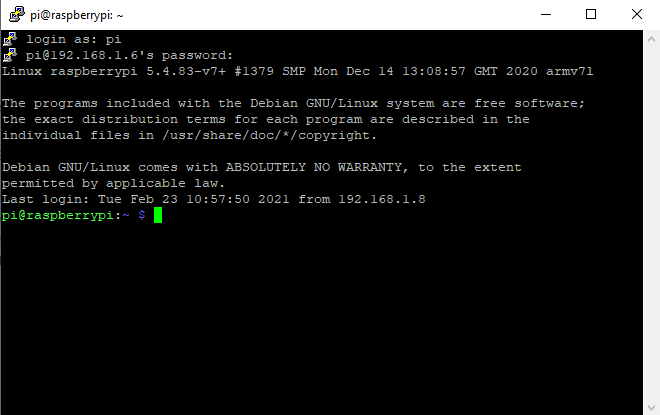 pi@raspberrypi: ~
login as: pi
pi@192.168.1.6's password:
Linux raspberrypi 5.4.83-v7+ #1379 SMP Mon Dec 14 13:08:57 GMT 2020 armv7l
The programs included with the Debian GNU/Linux system are free software;
the exact distribution terms for each program are described in the
individual files in /usr/share/doc/*/copyright.
Debian GNU/Linux comes with ABSOLUTELY NO WARRANTY, to the extent
permitted by applicable law.
Last login: Tue Feb 23 10:57:50 2021 from 192.168.1.8
pi@raspberrypi:~ $